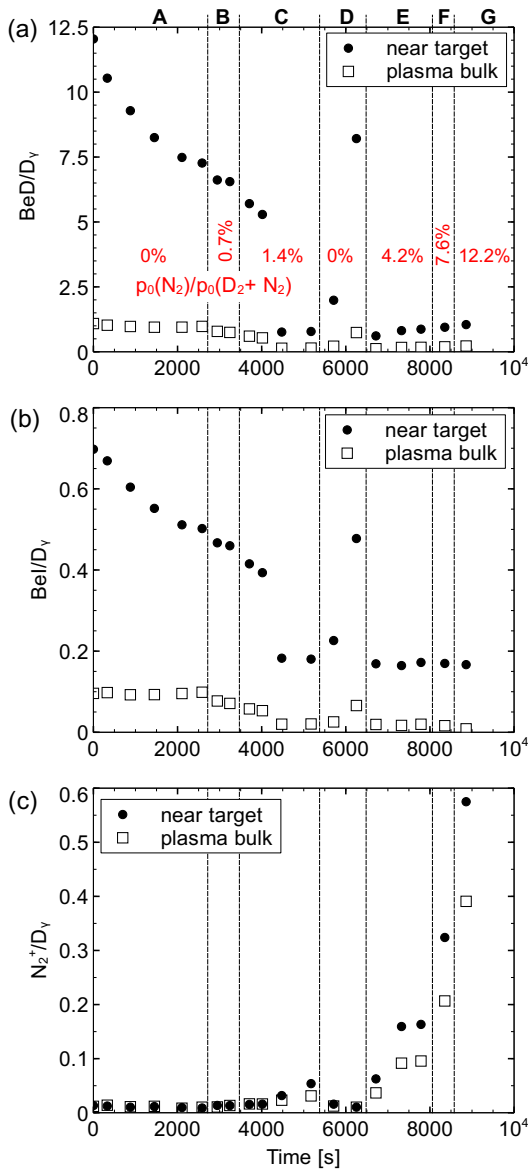 A B C D E F G
(a)
12.5
near target
plasma bulk
10
BeD/Dγ
7.5
5
0% 0.7% 1.4% 0% 4.2% 7.6% 12.2%
p₀(N₂)/p₀(D₂+ N₂)
2.5
0
0 2000 4000 6000 8000 10⁴
(b)
0.8
near target
plasma bulk
0.6
BeI/Dγ
0.4
0.2
0
0 2000 4000 6000 8000 10⁴
(c)
0.6
near target
plasma bulk
0.5
0.4
N₂⁺/Dγ
0.3
0.2
0.1
0
0 2000 4000 6000 8000 10⁴
Time [s]